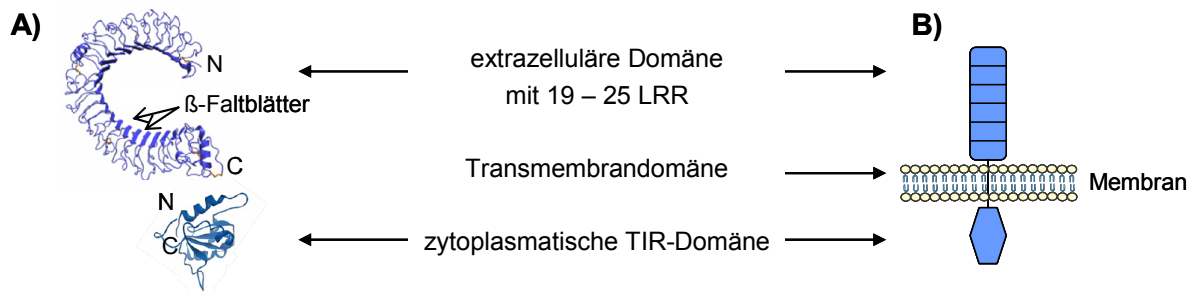 A)
N
ß-Faltblätter
C
N
C
extrazelluläre Domäne
mit 19 – 25 LRR
Transmembrandomäne
zytoplasmatische TIR-Domäne
B)
Membran